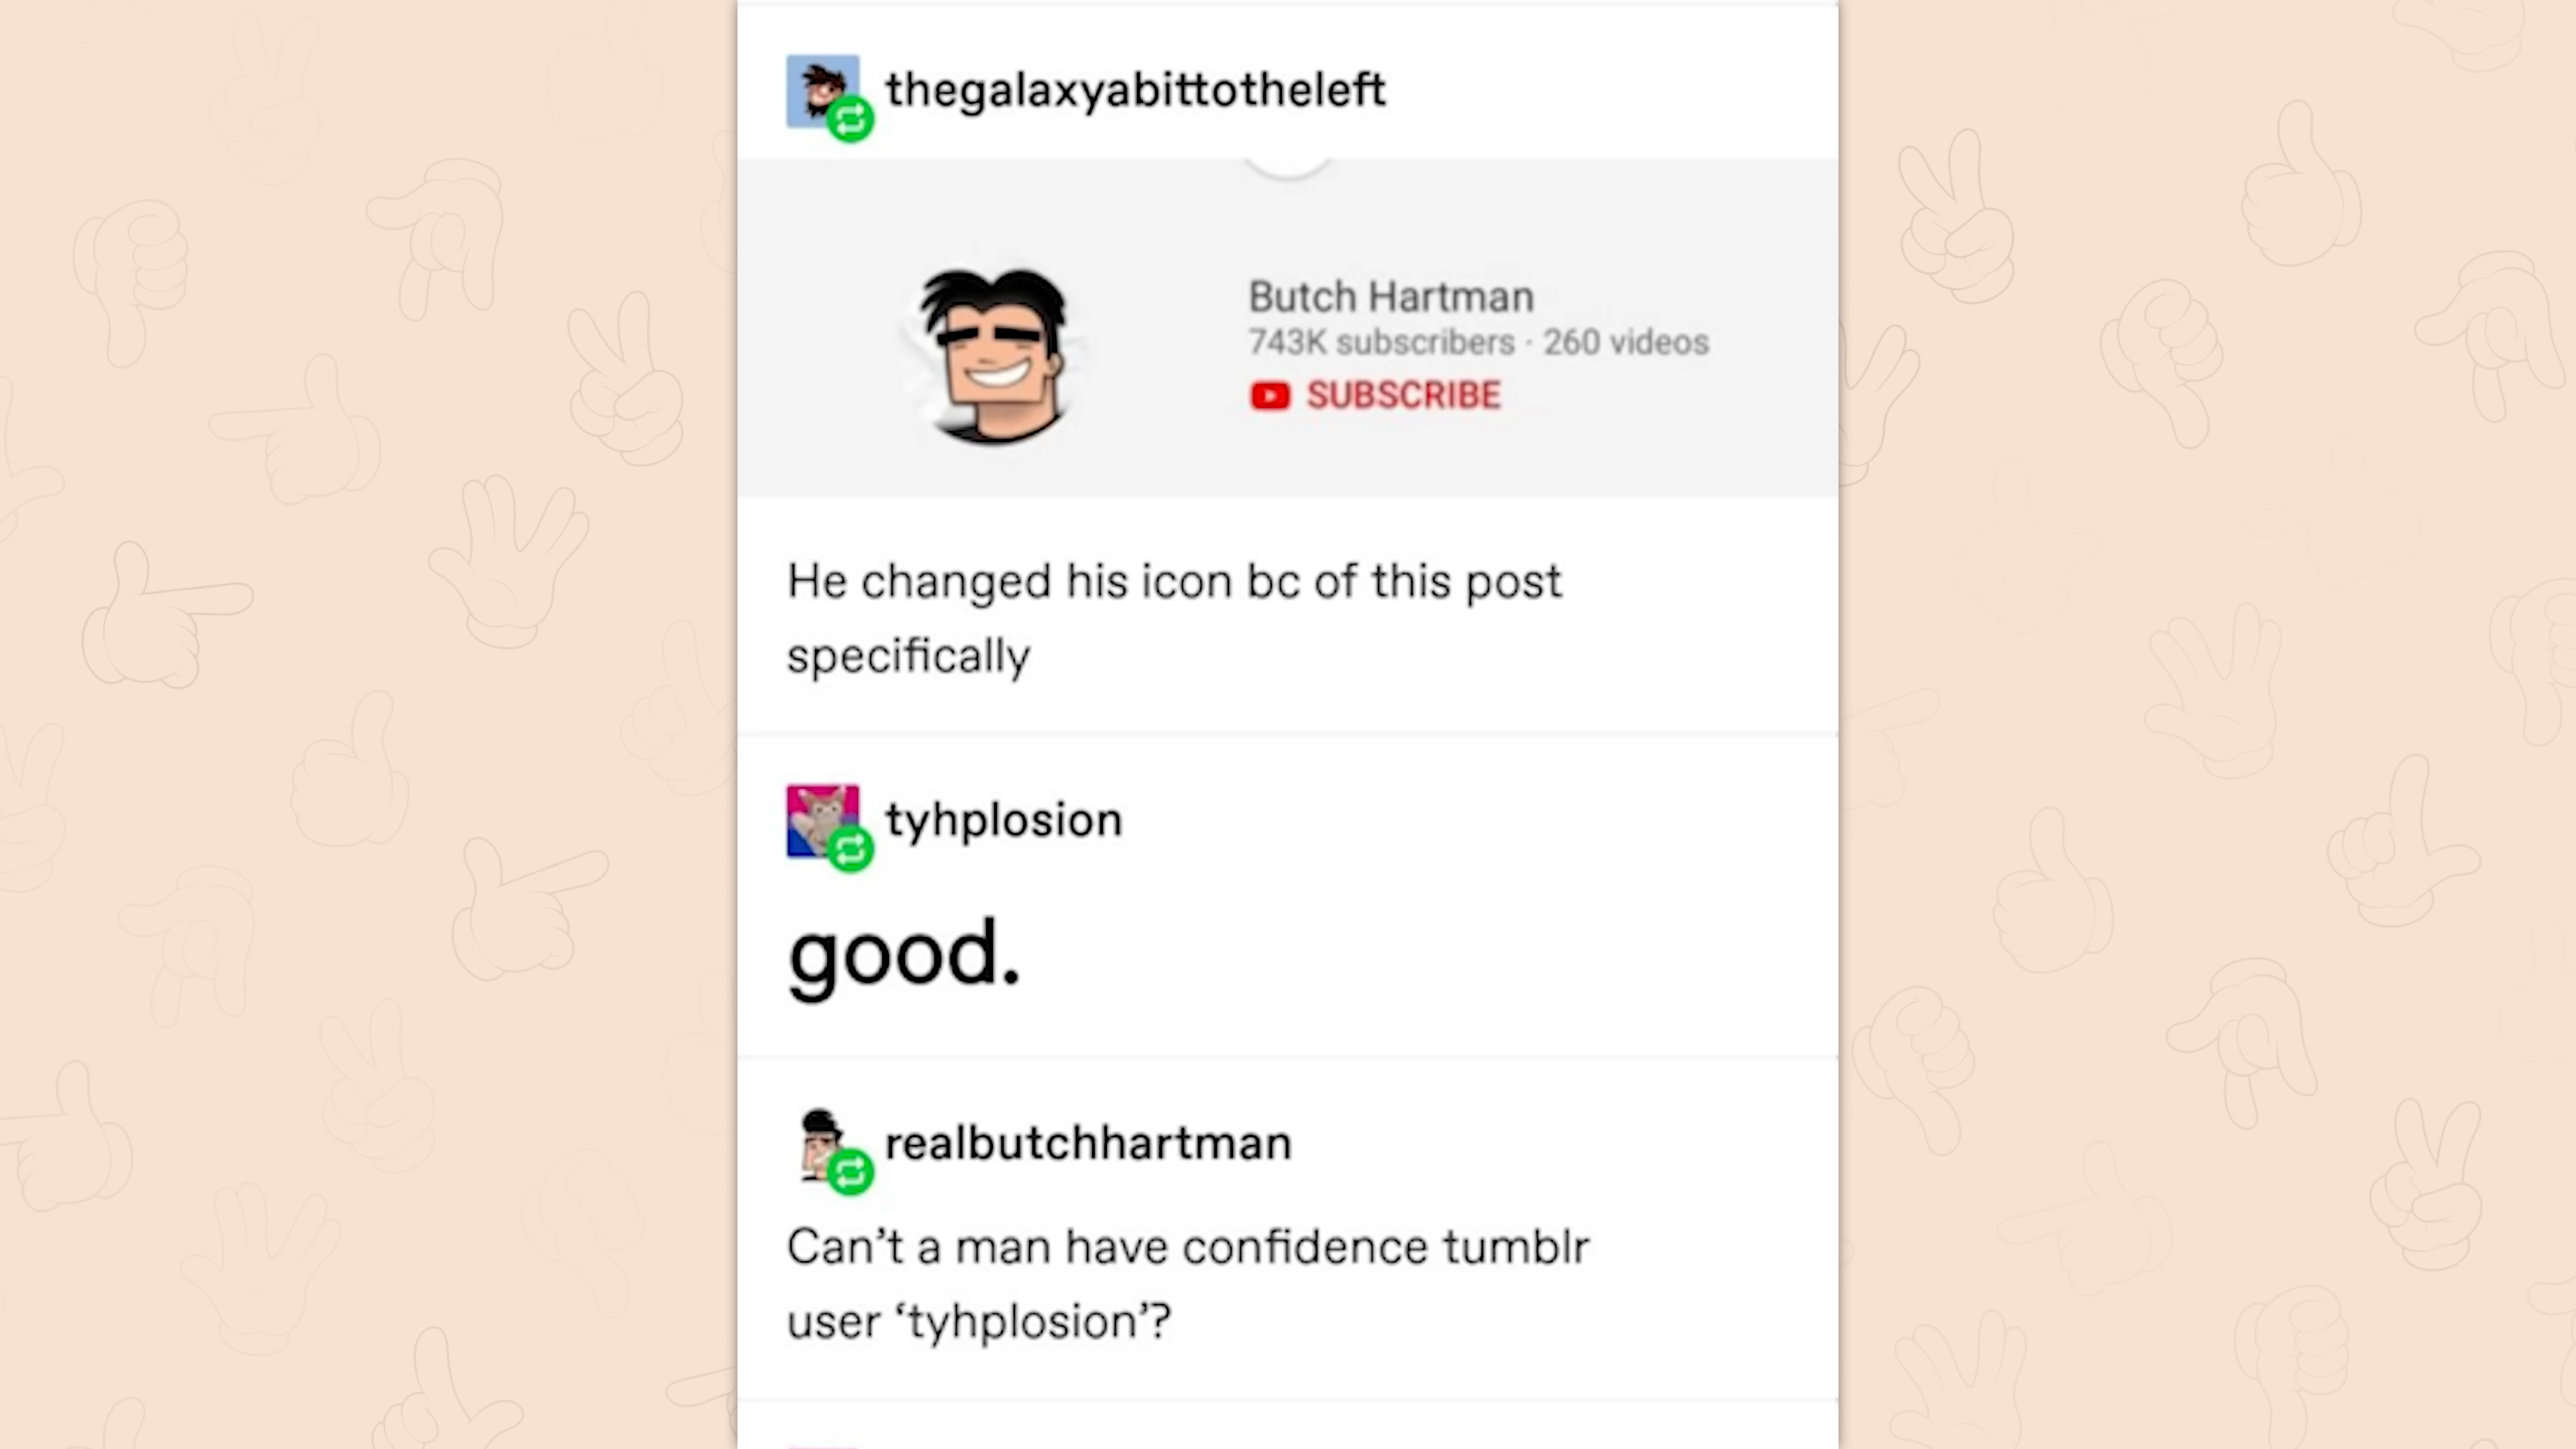 thegalaxyabittotheleft
Butch Hartman
743K subscribers · 260 videos
SUBSCRIBE
He changed his icon bc of this post
specifically
tyhplosion
good.
realbutchhartman
Can’t a man have confidence tumblr
user ‘tyhplosion’?